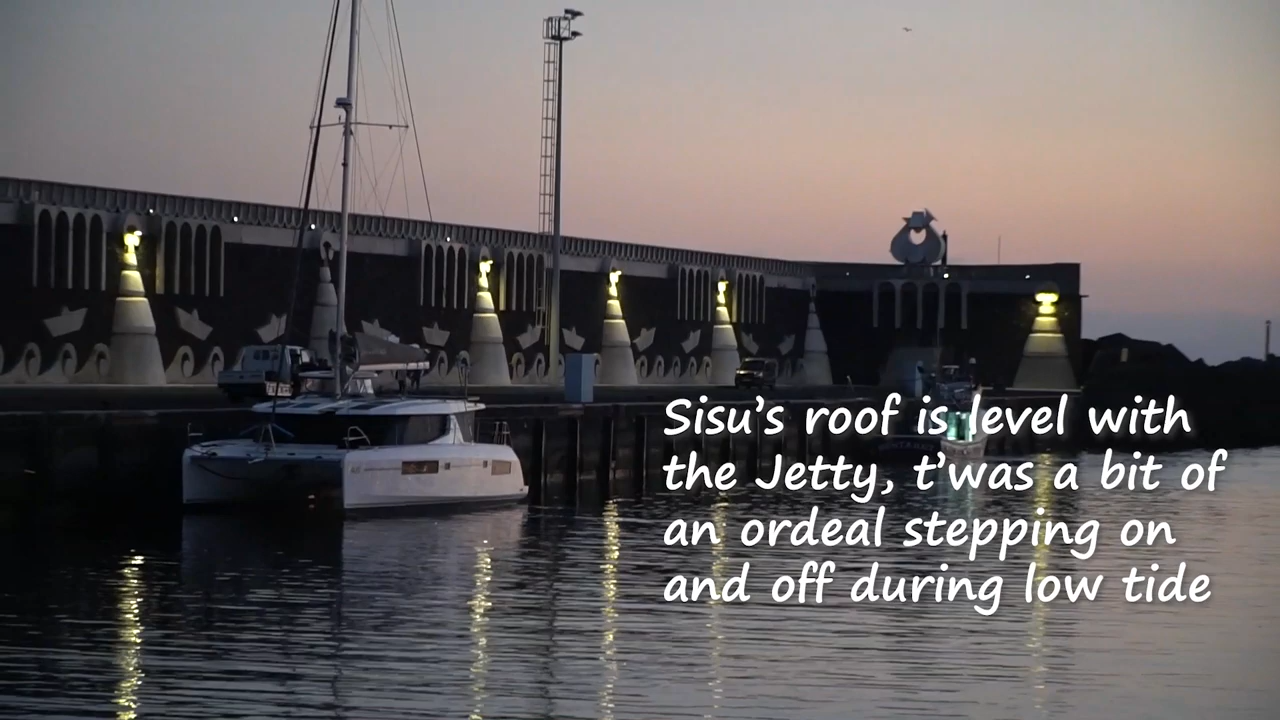 Sisu's roof is level with
the Jetty, t'was a bit of
an ordeal stepping on
and off during low tide